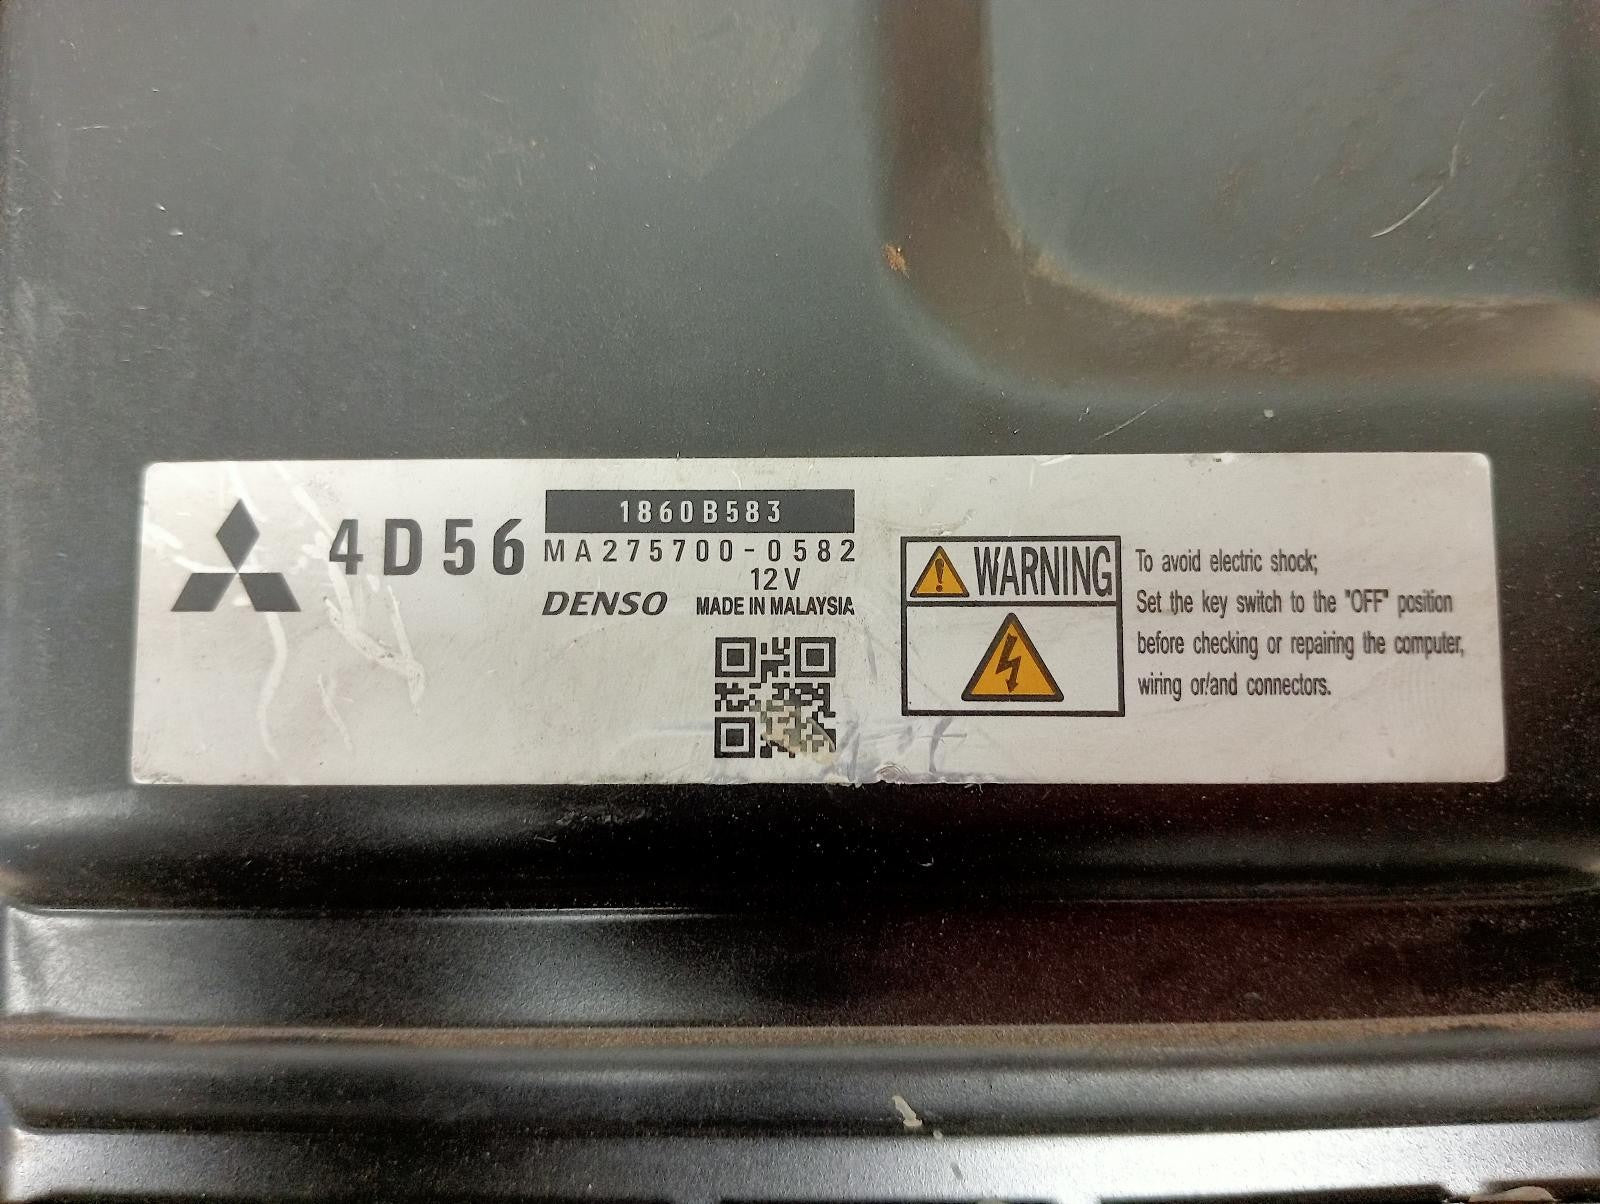 4D56
1860B583
MA275700-0582
12V
DENSO MADE IN MALAYSIA
WARNING
To avoid electric shock;
Set the key switch to the "OFF" position
before checking or repairing the computer,
wiring or/and connectors.